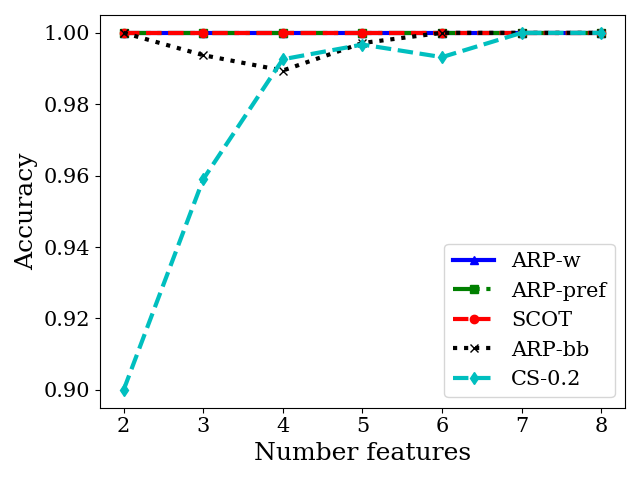 1.00
0.98
0.96
0.94
0.92
0.90
Accuracy
2 3 4 5 6 7 8
Number features
ARP-w
ARP-pref
SCOT
ARP-bb
CS-0.2